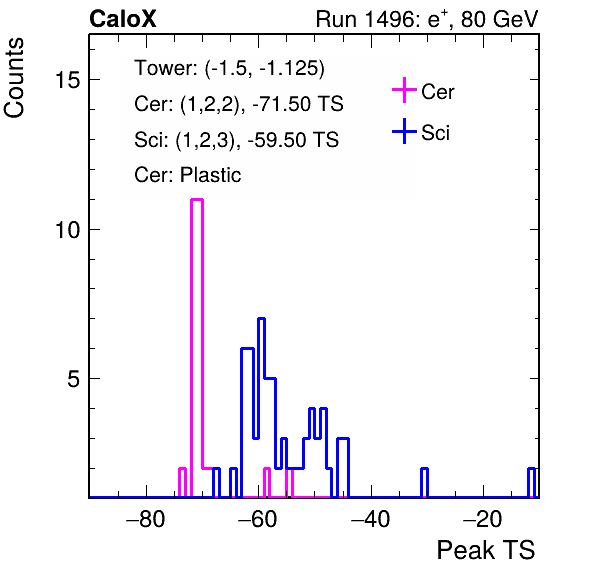 CaloX Run 1496: e⁺, 80 GeV
Counts
Tower: (-1.5, -1.125)
Cer: (1,2,2), -71.50 TS
Sci: (1,2,3), -59.50 TS
Cer: Plastic
Cer
Sci
15
10
5
−80 −60 −40 −20
Peak TS